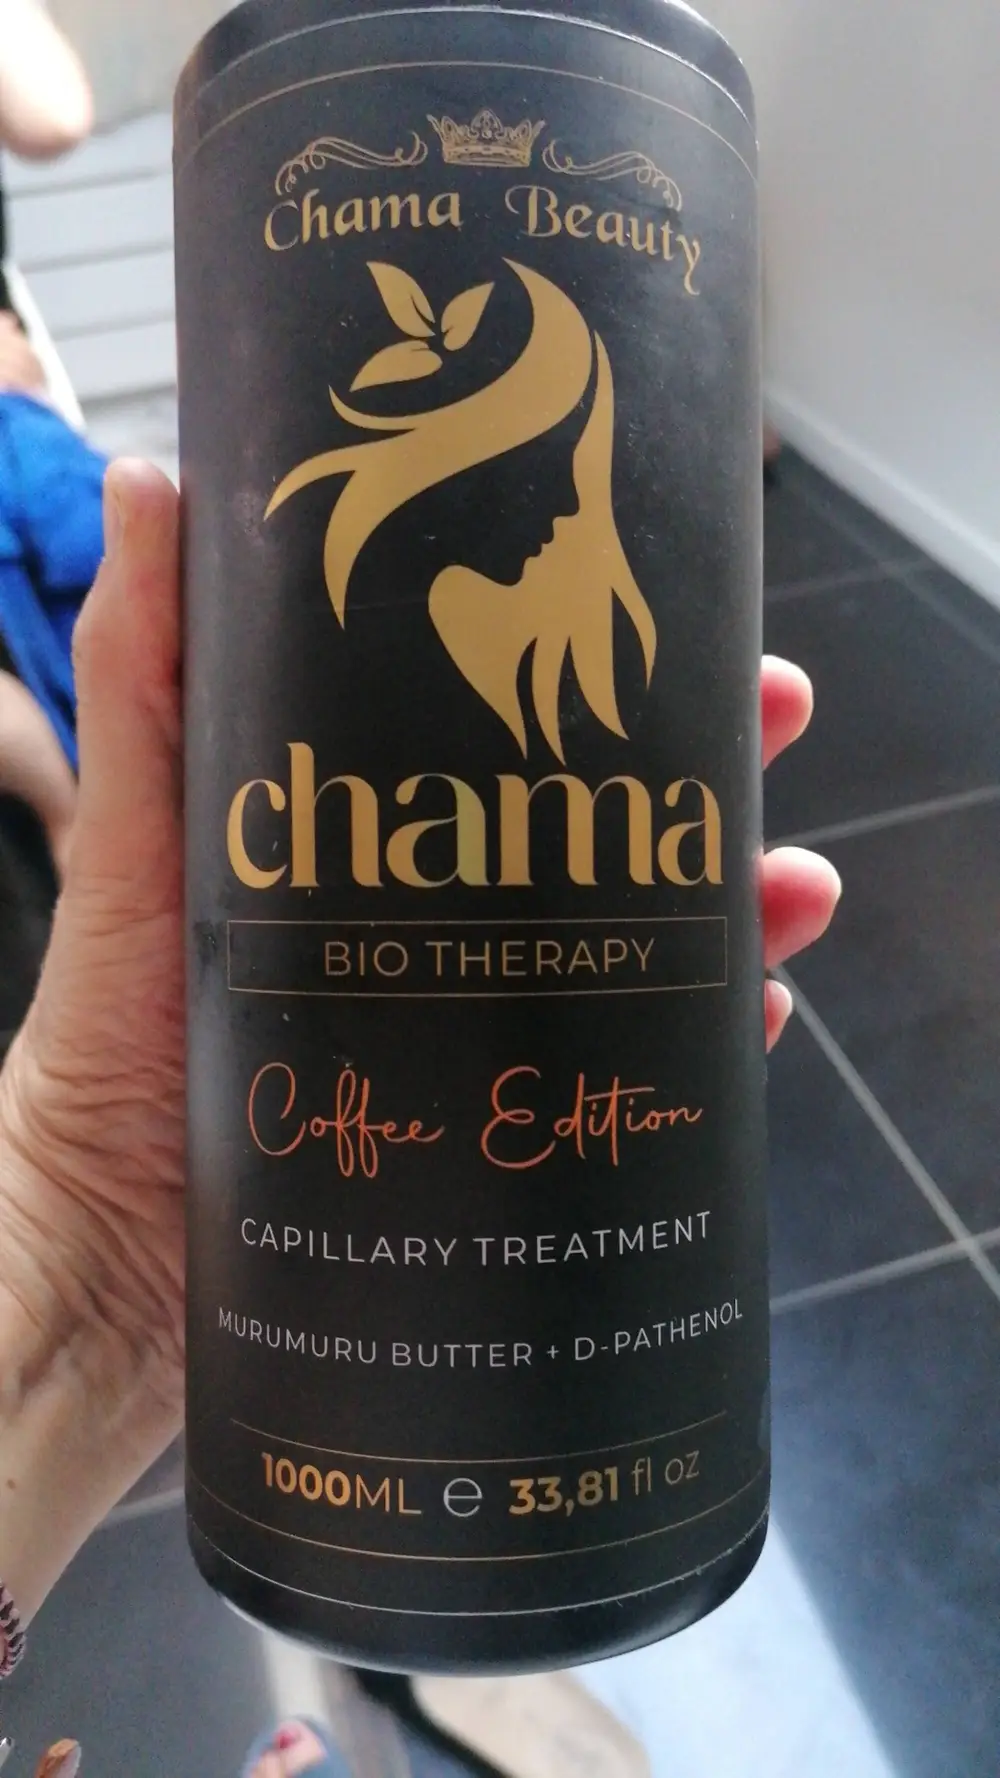 Chama Beauty
chama
BIO THERAPY
Coffee Edition
CAPILLARY TREATMENT
MURUMURU BUTTER + D-PATHENOL
1000ML e 33,81 fl oz